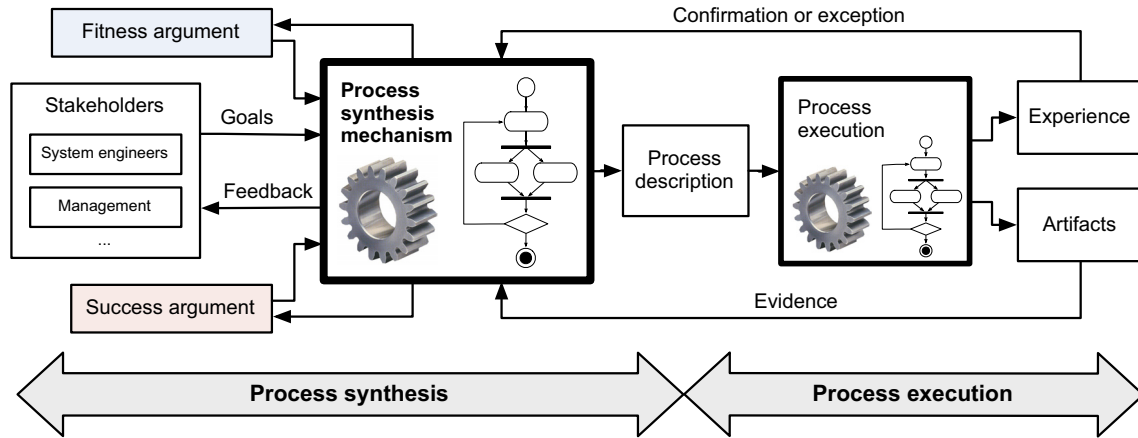 Fitness argument
Confirmation or exception
Stakeholders
System engineers
Management
...
Goals
Feedback
Success argument
Process
synthesis
mechanism
Process
description
Process
execution
Experience
Artifacts
Evidence
Process synthesis
Process execution